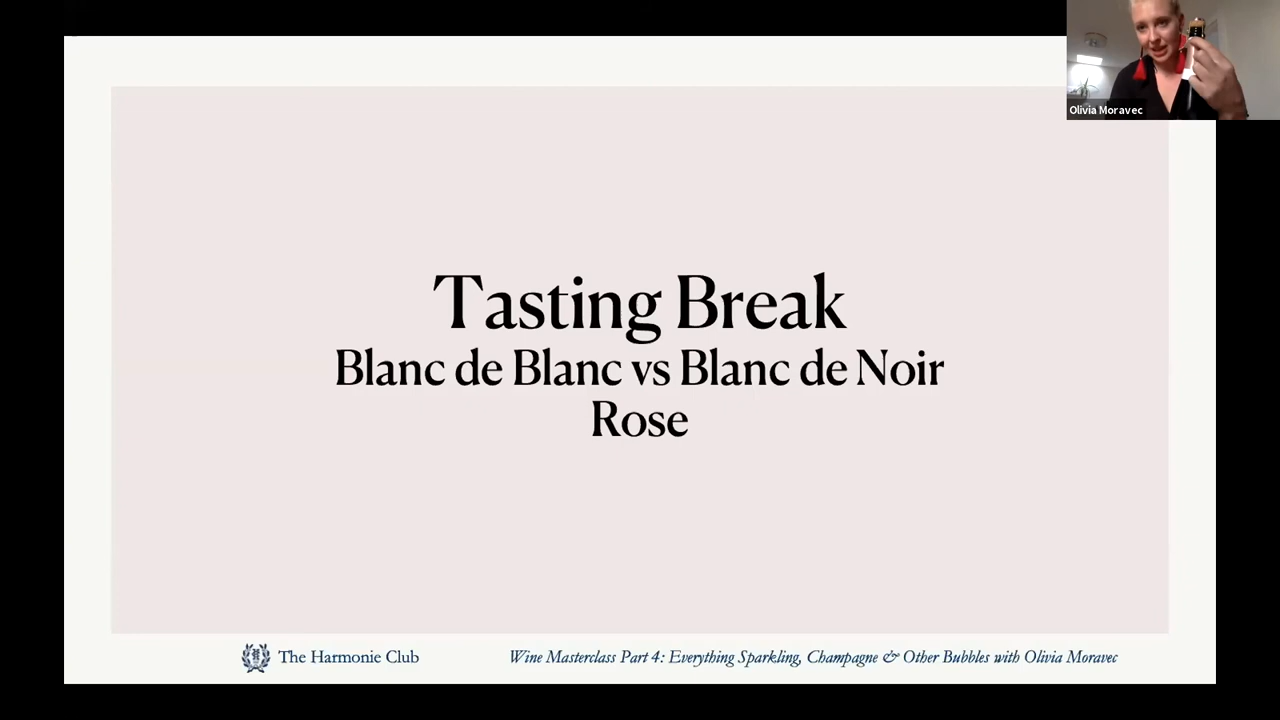 Olivia Moravec
Tasting Break
Blanc de Blanc vs Blanc de Noir
Rose
The Harmonie Club
Wine Masterclass Part 4: Everything Sparkling, Champagne & Other Bubbles with Olivia Moravec